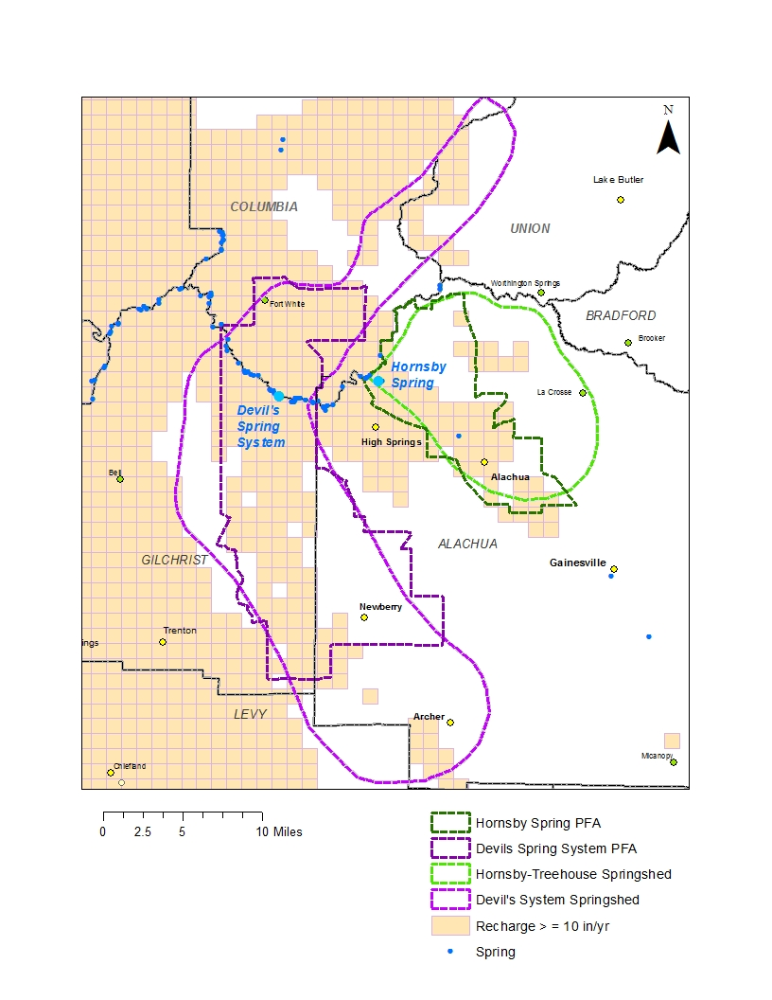 N
Lake Butler
COLUMBIA
UNION
Worthington Springs
Fort White
BRADFORD
Brooker
Hornsby
Spring
La Crosse
Devil's
Spring
System
High Springs
Bell
Alachua
ALACHUA
GILCHRIST
Gainesville
Newberry
Trenton
ings
LEVY
Archer
Micanopy
Chiefland
0 2.5 5 10 Miles
Hornsby Spring PFA
Devils Spring System PFA
Hornsby-Treehouse Springshed
Devil's System Springshed
Recharge > = 10 in/yr
Spring